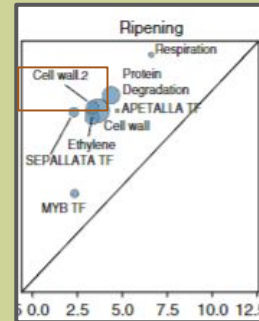 Ripening
Respiration
Cell wall.2
Protein
Degradation
APETALLA TF
Cell wall
Ethylene
SEPALLATA TF
MYB TF
5 0.0 2.5 5.0 7.5 10.0 12.5